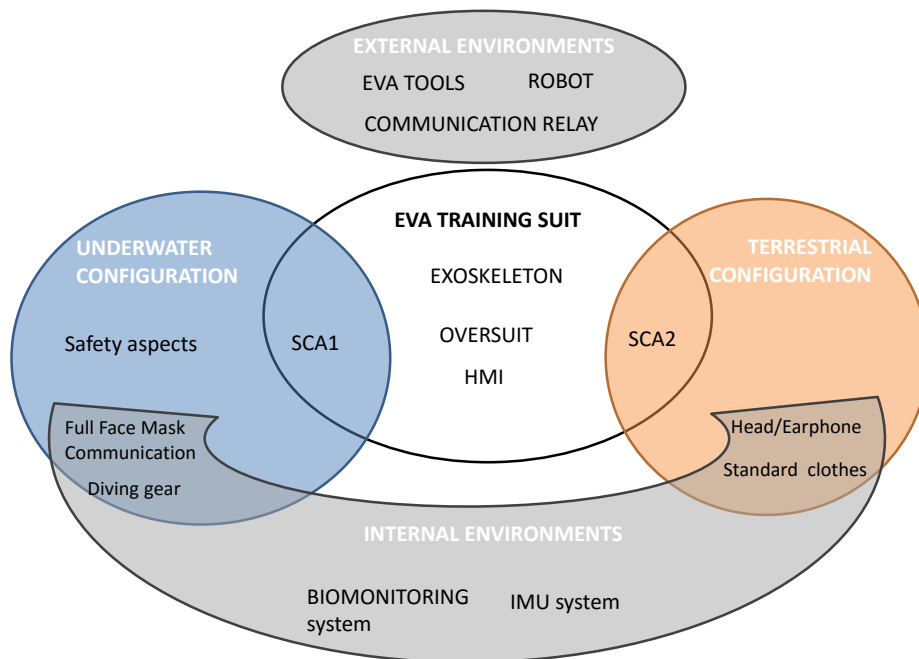 EXTERNAL ENVIRONMENTS
EVA TOOLS
ROBOT
COMMUNICATION RELAY
EVA TRAINING SUIT
EXOSKELETON
OVERSUIT
HMI
UNDERWATER
CONFIGURATION
Safety aspects
SCA1
SCA2
TERRESTRIAL
CONFIGURATION
Full Face Mask
Communication
Diving gear
Head/Earphone
Standard clothes
INTERNAL ENVIRONMENTS
BIOMONITORING
system
IMU system